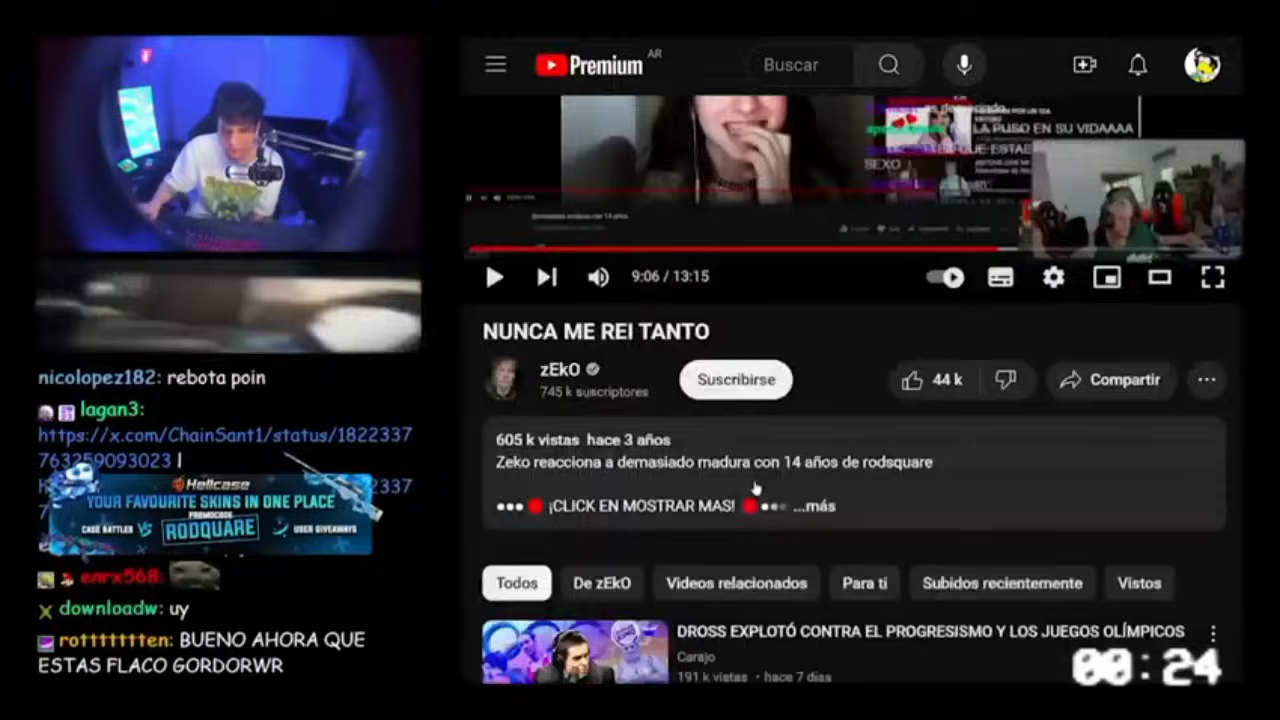 Premium AR
Buscar
LA PUSO EN SU VIDAAAA
SEXO
9:06 / 13:15
NUNCA ME REI TANTO
zEkO
745 k suscriptores
Suscribirse
44 k
Compartir
605 k vistas hace 3 años
Zeko reacciona a demasiado madura con 14 años de rodsquare
¡CLICK EN MOSTRAR MAS! ...más
Todos
De zEkO
Videos relacionados
Para ti
Subidos recientemente
Vistos
DROSS EXPLOTÓ CONTRA EL PROGRESISMO Y LOS JUEGOS OLÍMPICOS
Carajo
191 k vistas • hace 7 días
00:24
nicolopez182: rebota poin
lagan3:
https://x.com/ChainSant1/status/1822337
763259093023 |
Hellcase
YOUR FAVOURITE SKINS IN ONE PLACE
PROMOCODE
CASE BATTLES VS RODQUARE USER GIVEAWAYS
emrx568:
downloadw: uy
rotttttttten: BUENO AHORA QUE
ESTAS FLACO GORDORWR